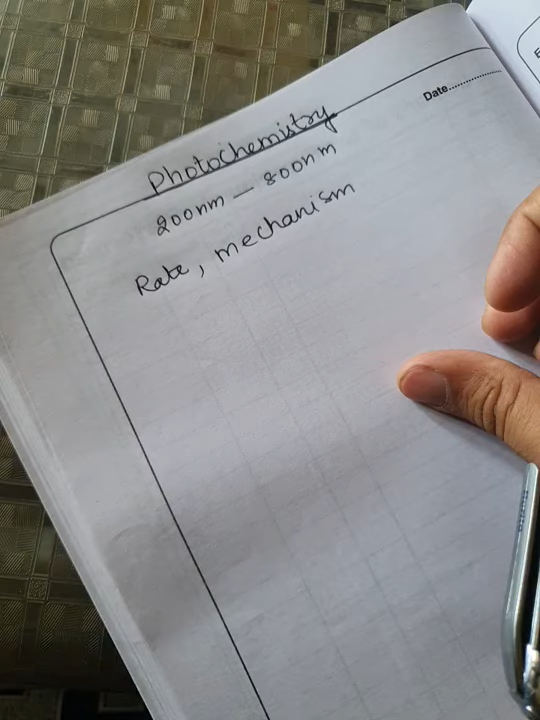 Date..................
Photochemistry
200nm — 800nm
Rate, mechanism